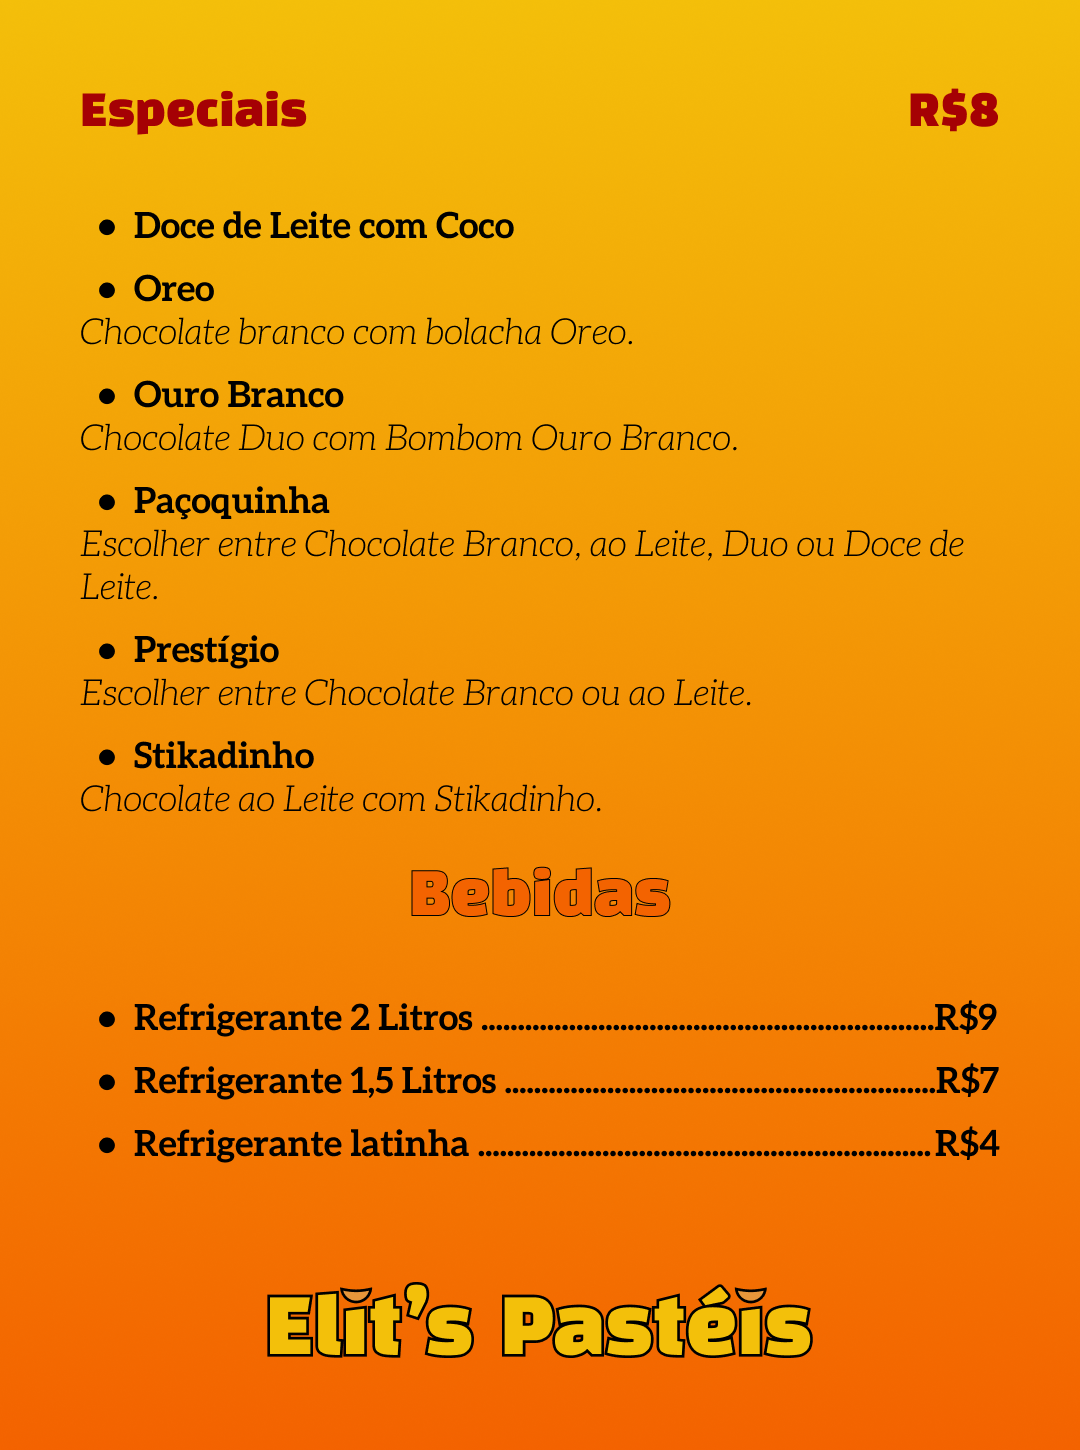 Especiais R$8
● Doce de Leite com Coco
● Oreo
Chocolate branco com bolacha Oreo.
● Ouro Branco
Chocolate Duo com Bombom Ouro Branco.
● Paçoquinha
Escolher entre Chocolate Branco, ao Leite, Duo ou Doce de
Leite.
● Prestígio
Escolher entre Chocolate Branco ou ao Leite.
● Stikadinho
Chocolate ao Leite com Stikadinho.
Bebidas
● Refrigerante 2 Litros ..............................................................R$9
● Refrigerante 1,5 Litros ...........................................................R$7
● Refrigerante latinha .............................................................. R$4
Elit's Pastéis